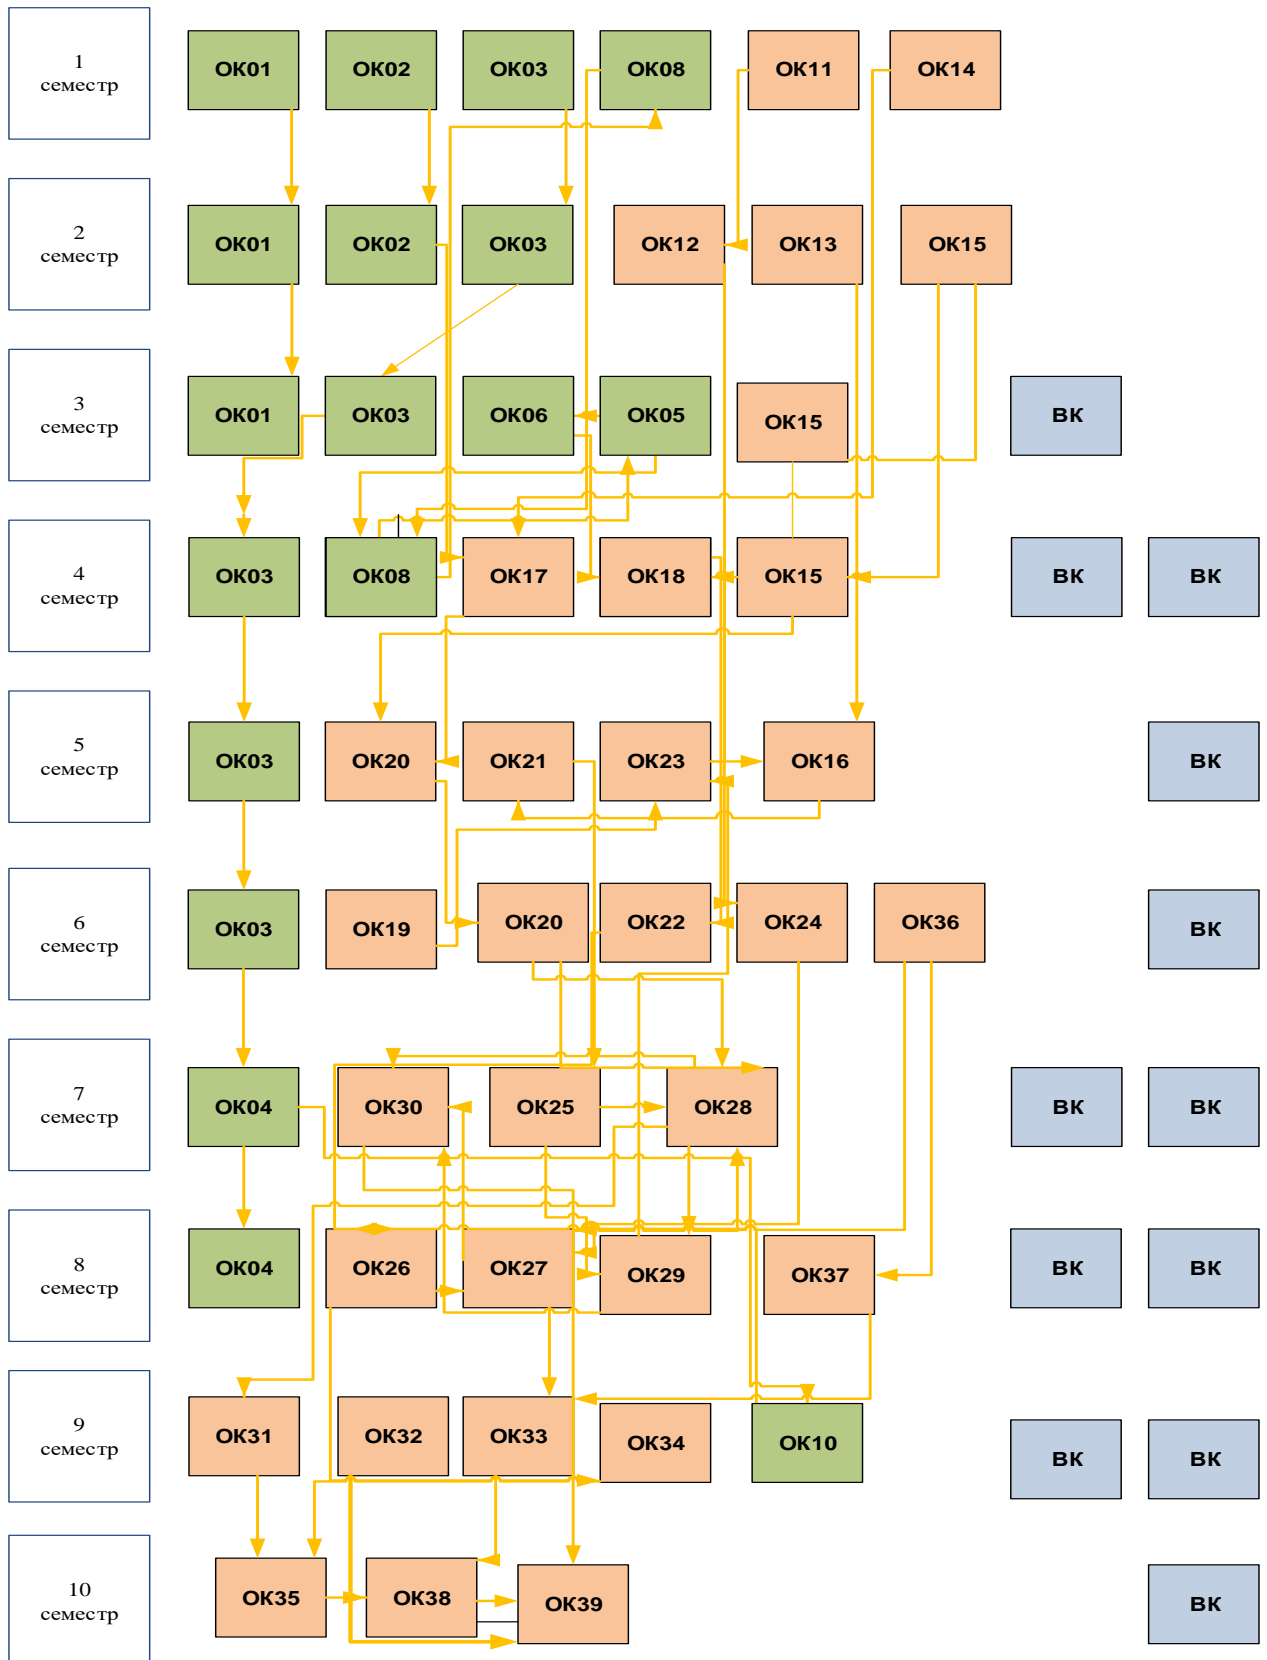 1
семестр
ОК01
ОК02
ОК03
ОК08
ОК11
ОК14
2
семестр
ОК01
ОК02
ОК03
ОК12
ОК13
ОК15
3
семестр
ОК01
ОК03
ОК06
ОК05
ОК15
ВК
4
семестр
ОК03
ОК08
ОК17
ОК18
ОК15
ВК
ВК
5
семестр
ОК03
ОК20
ОК21
ОК23
ОК16
ВК
6
семестр
ОК03
ОК19
ОК20
ОК22
ОК24
ОК36
ВК
7
семестр
ОК04
ОК30
ОК25
ОК28
ВК
ВК
8
семестр
ОК04
ОК26
ОК27
ОК29
ОК37
ВК
ВК
9
семестр
ОК31
ОК32
ОК33
ОК34
ОК10
ВК
ВК
10
семестр
ОК35
ОК38
ОК39
ВК